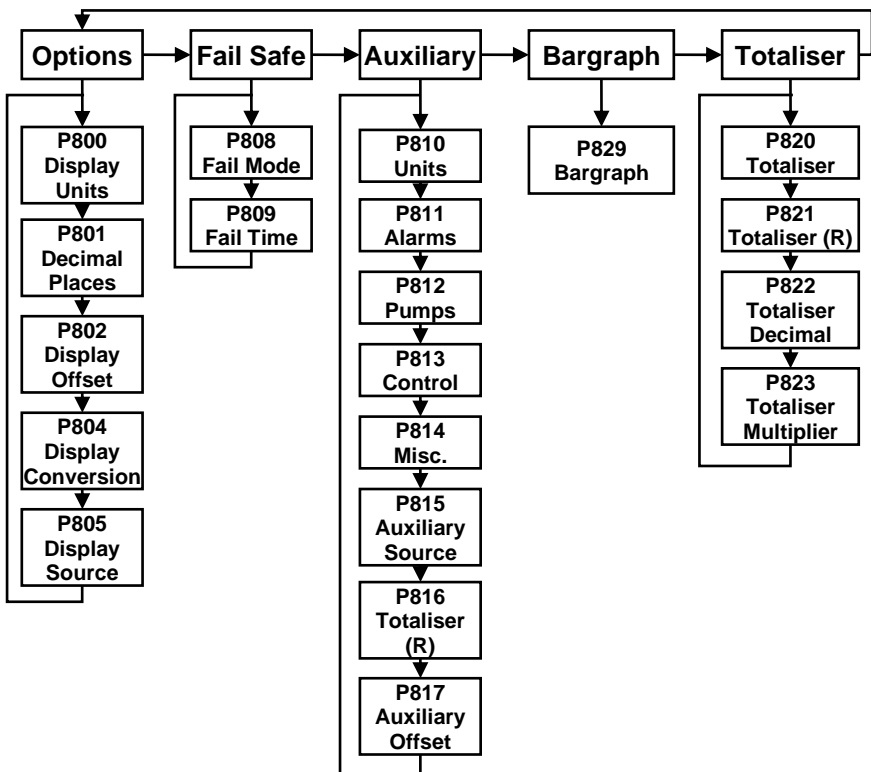 Options
Fail Safe
Auxiliary
Bargraph
Totaliser
P800
Display
Units
P801
Decimal
Places
P802
Display
Offset
P804
Display
Conversion
P805
Display
Source
P808
Fail Mode
P809
Fail Time
P810
Units
P811
Alarms
P812
Pumps
P813
Control
P814
Misc.
P815
Auxiliary
Source
P816
Totaliser
(R)
P817
Auxiliary
Offset
P829
Bargraph
P820
Totaliser
P821
Totaliser (R)
P822
Totaliser
Decimal
P823
Totaliser
Multiplier